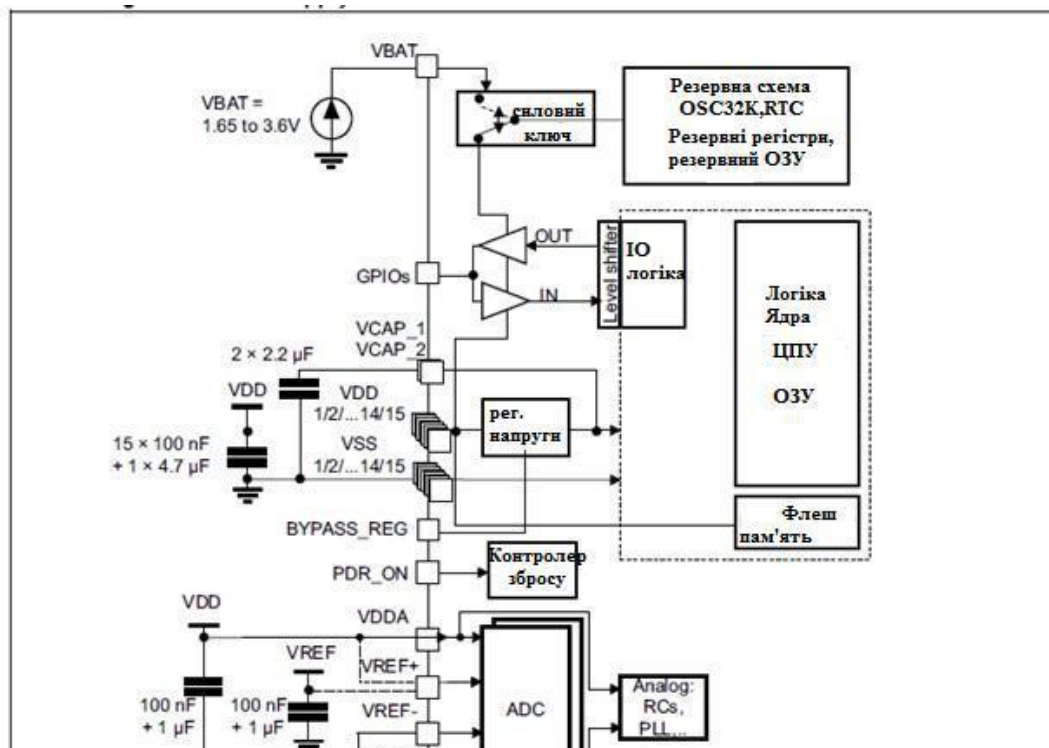 VBAT
VBAT =
1.65 to 3.6V
силовий
ключ
Резервна схема
OSC32K,RTC
Резервні регістри,
резервний ОЗУ
OUT
IN
GPIOs
Level shifter
IO
логіка
Логіка
Ядра
ЦПУ
ОЗУ
VCAP_1
VCAP_2
2 × 2.2 µF
VDD
VDD
1/2/...14/15
15 × 100 nF
+ 1 × 4.7 µF
VSS
1/2/...14/15
рег.
напруги
BYPASS_REG
Флеш
пам'ять
PDR_ON
Контролер
збросу
VDD
VDDA
VREF
VREF+
VREF-
100 nF
+ 1 µF
100 nF
+ 1 µF
ADC
Analog:
RCs,
PLL,..